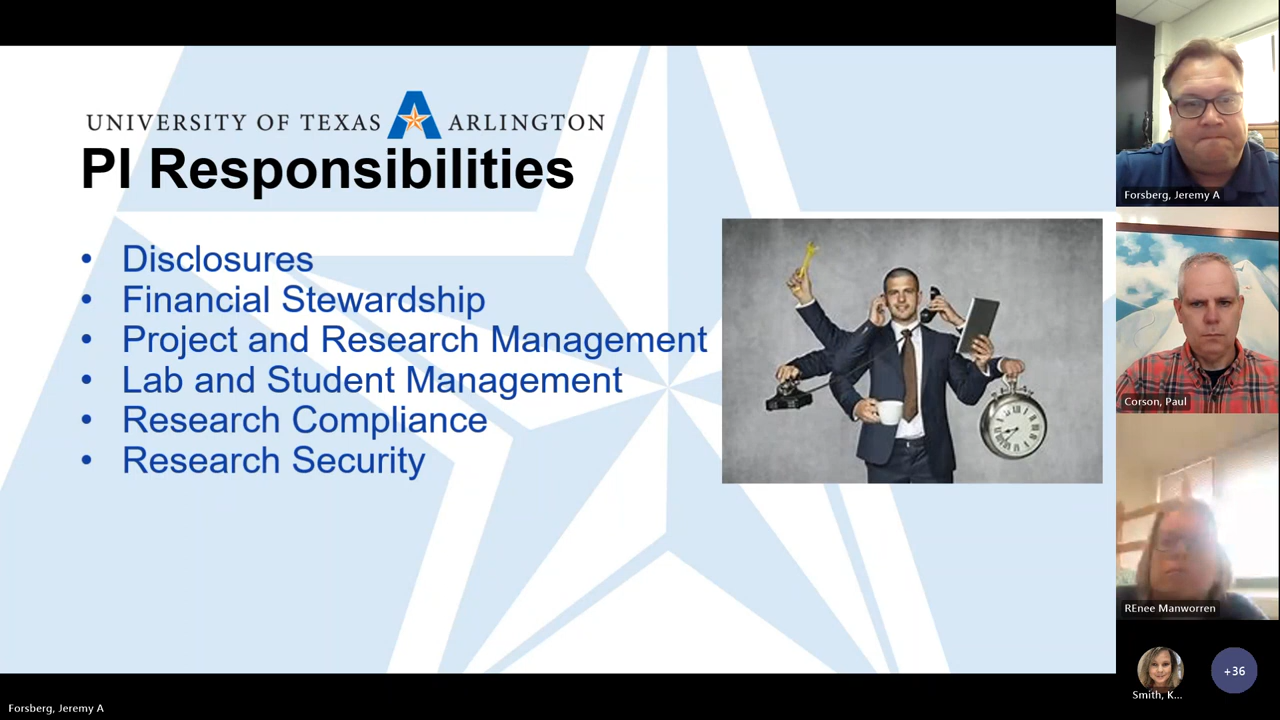 UNIVERSITY OF TEXAS A ARLINGTON
PI Responsibilities
• Disclosures
• Financial Stewardship
• Project and Research Management
• Lab and Student Management
• Research Compliance
• Research Security
Forsberg, Jeremy A
Corson, Paul
REnee Manworren
Smith, K...
+36
Forsberg, Jeremy A